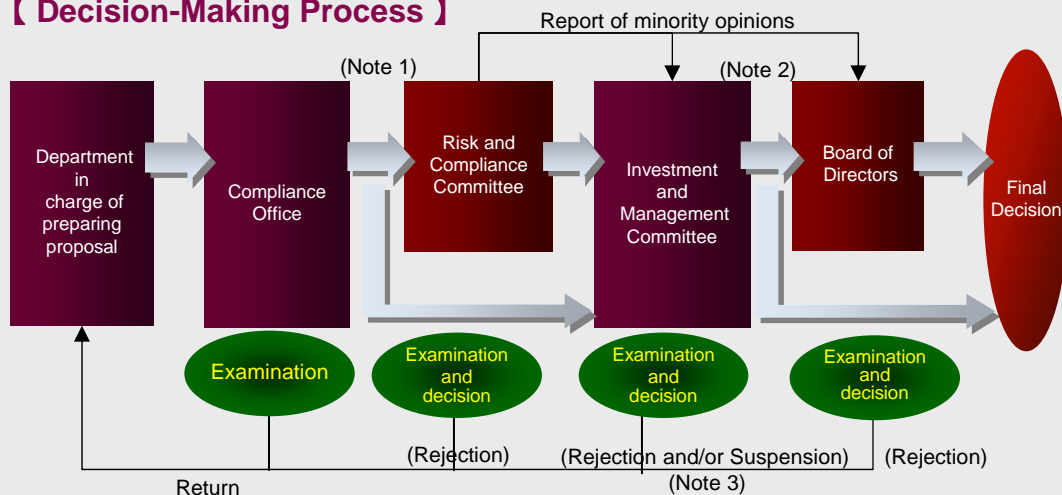 【 Decision-Making Process 】
Report of minority opinions
(Note 1)
(Note 2)
Department
in
charge of
preparing
proposal
Compliance
Office
Risk and
Compliance
Committee
Investment
and
Management
Committee
Board of
Directors
Final
Decision
Examination
Examination
and
decision
Examination
and
decision
Examination
and
decision
(Rejection)
(Rejection and/or Suspension)
(Rejection)
(Note 3)
Return